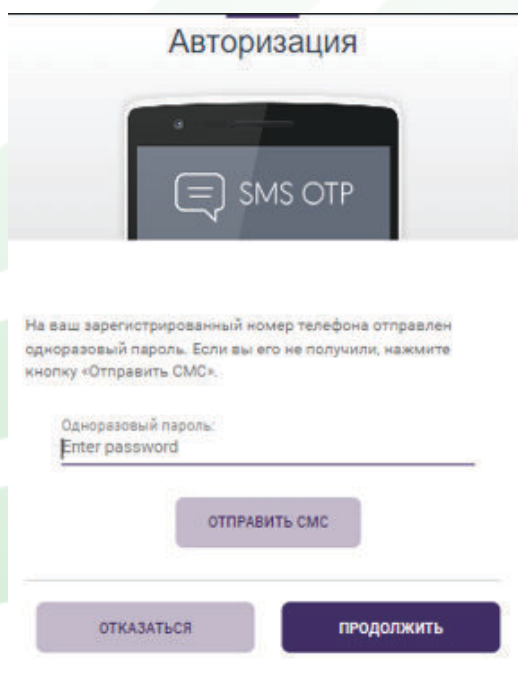 Авторизация
SMS OTP
На ваш зарегистрированный номер телефона отправлен
одноразовый пароль. Если вы его не получили, нажмите
кнопку «Отправить СМС».
Одноразовый пароль:
Enter password
ОТПРАВИТЬ СМС
ОТКАЗАТЬСЯ ПРОДОЛЖИТЬ